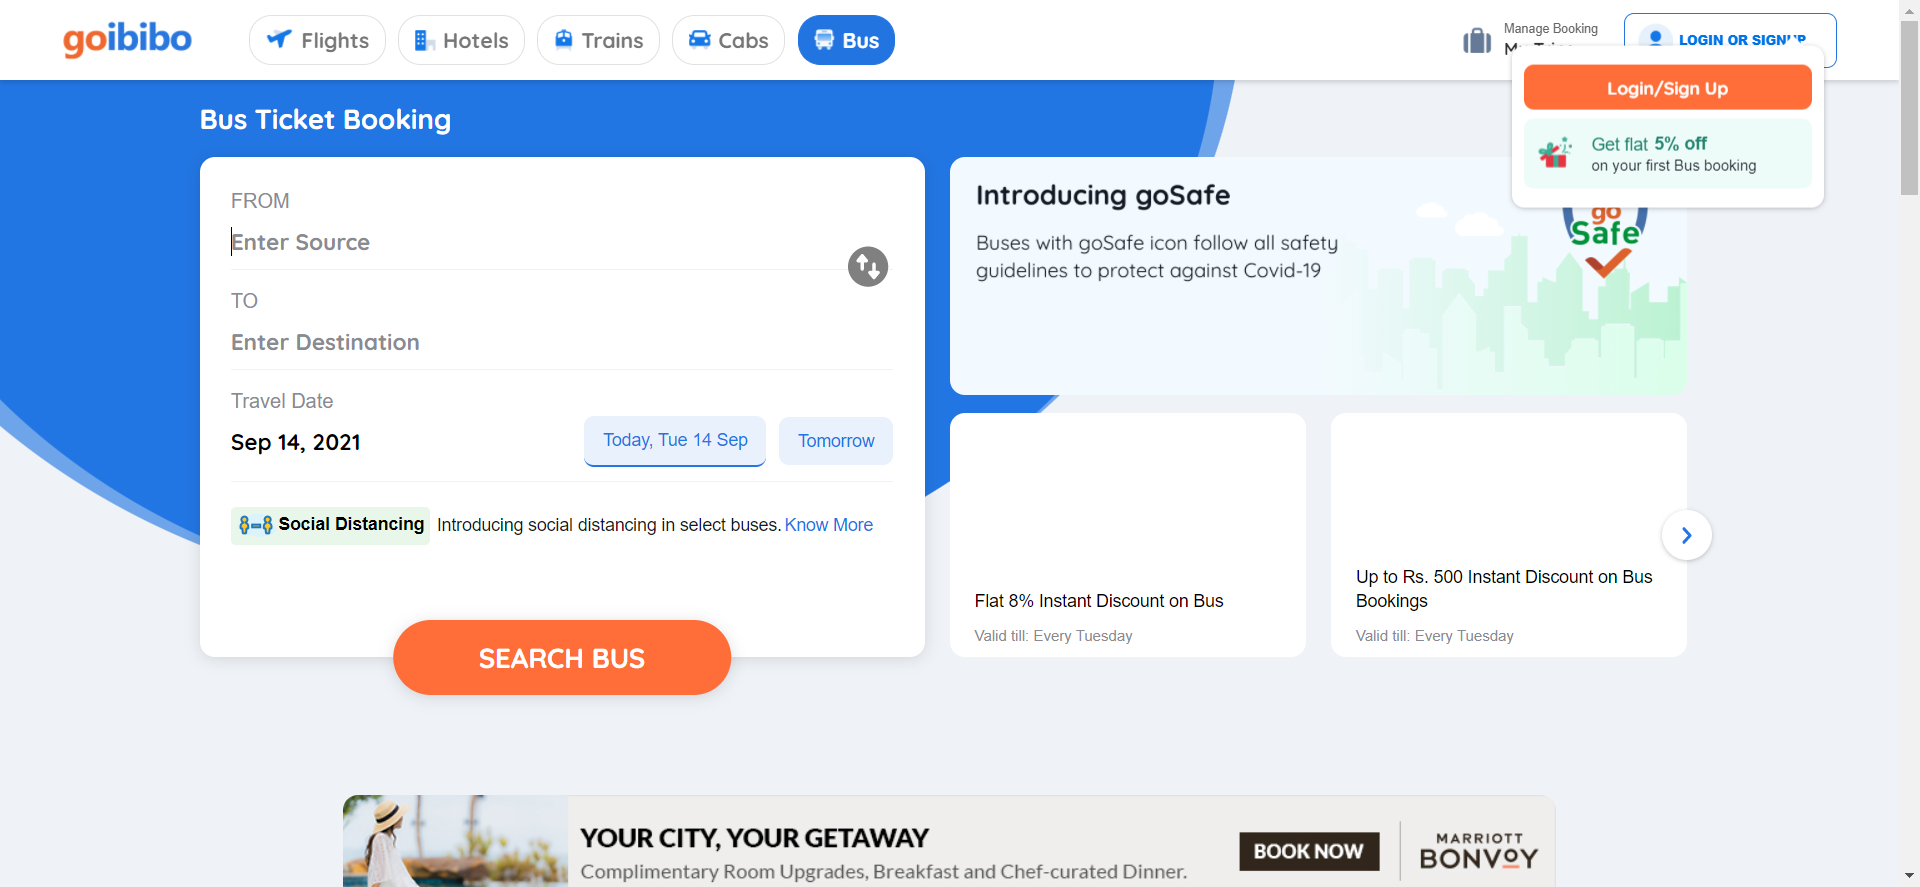 goibibo
Flights
Hotels
Trains
Cabs
Bus
Manage Booking
LOGIN OR SIGNUP
Login/Sign Up
Get flat 5% off
on your first Bus booking
Bus Ticket Booking
FROM
Enter Source
TO
Enter Destination
Travel Date
Sep 14, 2021
Today, Tue 14 Sep
Tomorrow
Social Distancing
Introducing social distancing in select buses. Know More
SEARCH BUS
Introducing goSafe
Buses with goSafe icon follow all safety
guidelines to protect against Covid-19
go
Safe
Flat 8% Instant Discount on Bus
Valid till: Every Tuesday
Up to Rs. 500 Instant Discount on Bus
Bookings
Valid till: Every Tuesday
YOUR CITY, YOUR GETAWAY
Complimentary Room Upgrades, Breakfast and Chef-curated Dinner.
BOOK NOW
MARRIOTT
BONVOY